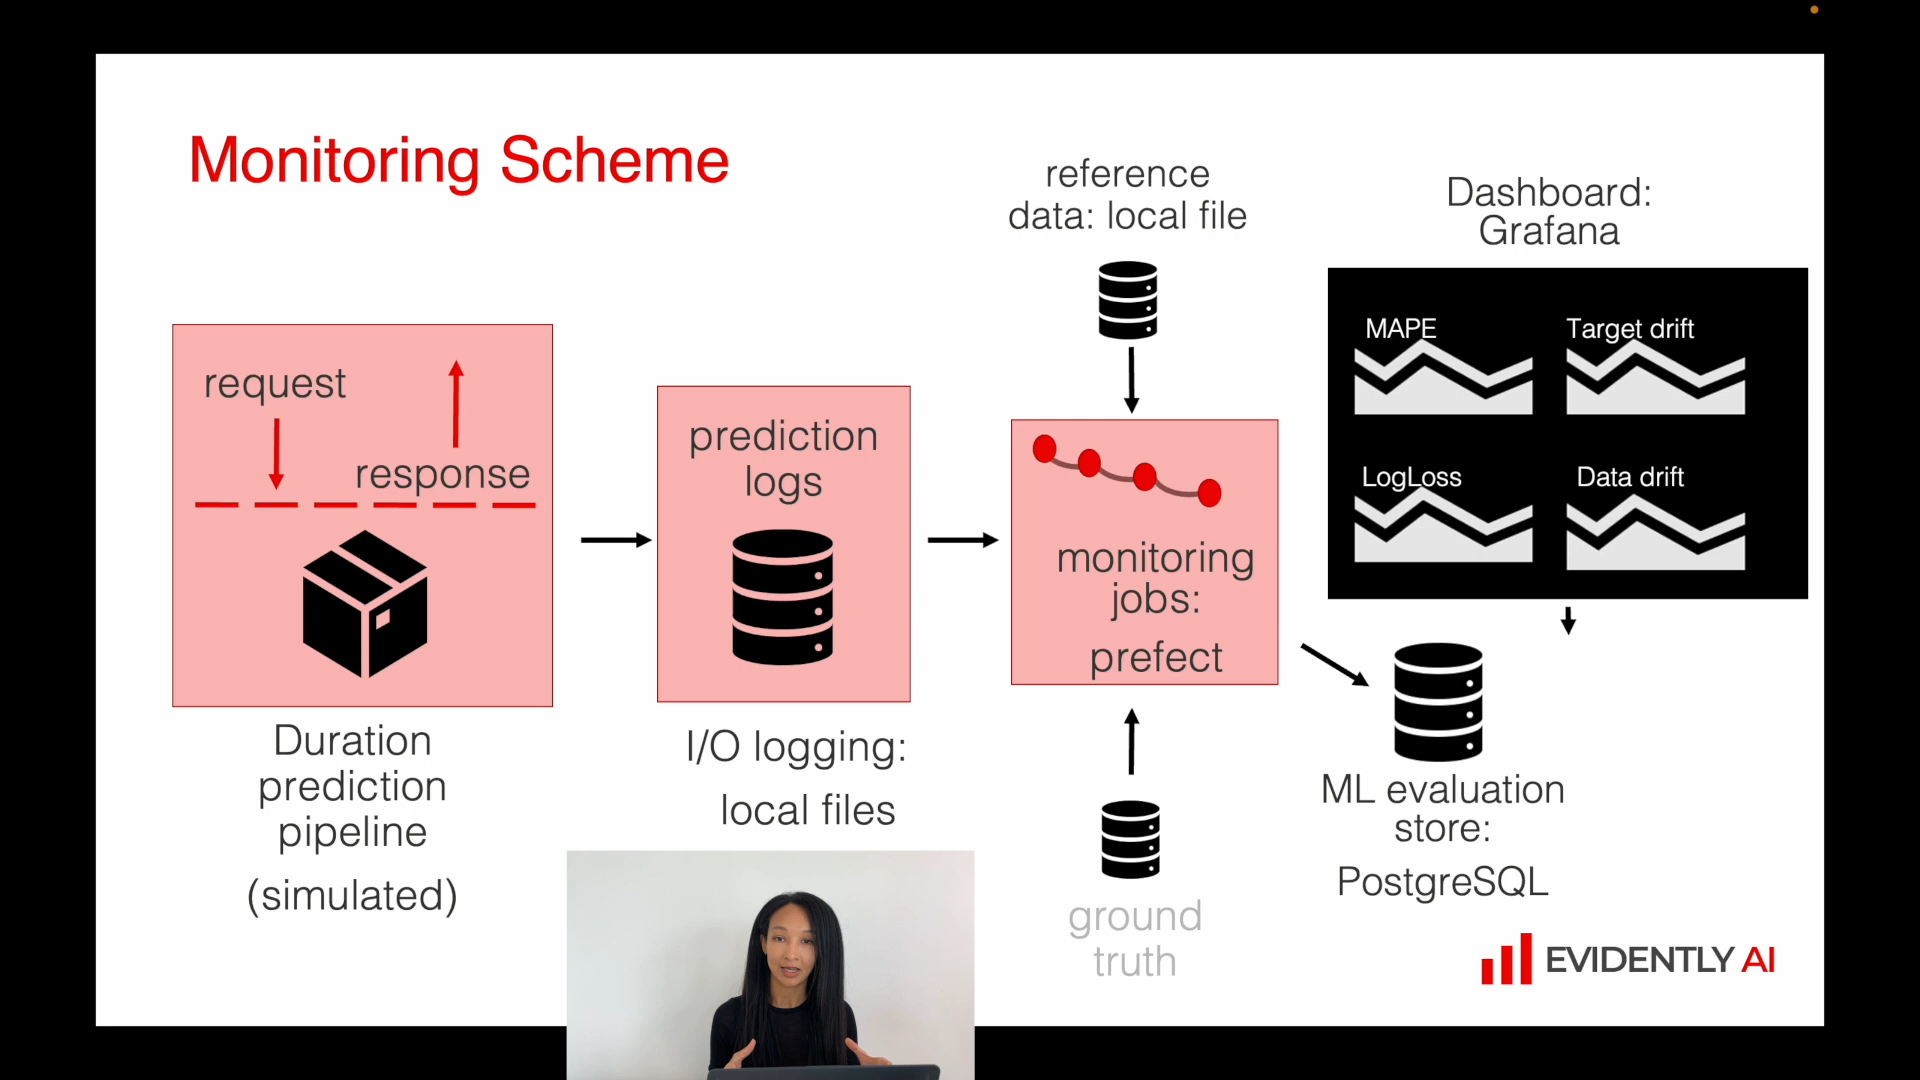 Monitoring Scheme
request
response
Duration
prediction
pipeline
(simulated)
prediction
logs
I/O logging:
local files
reference
data: local file
monitoring
jobs:
prefect
ground
truth
Dashboard:
Grafana
MAPE
Target drift
LogLoss
Data drift
ML evaluation
store:
PostgreSQL
EVIDENTLY AI